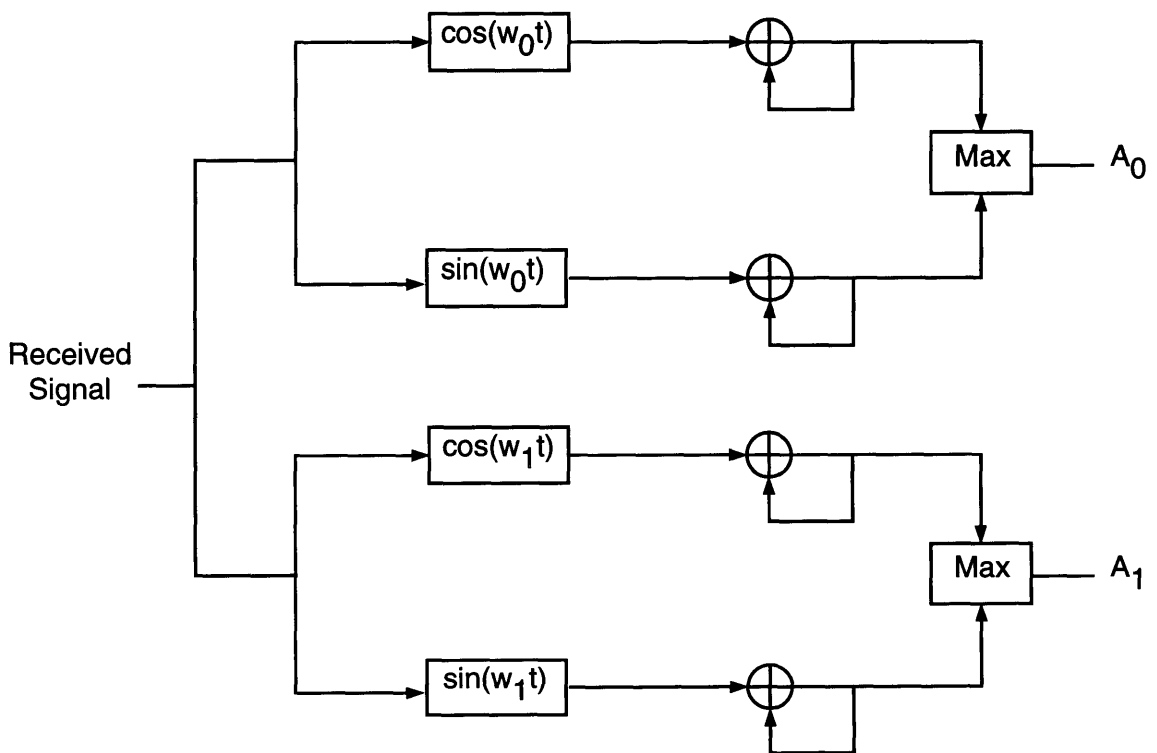 cos(w₀t)
Max
A₀
sin(w₀t)
Received
Signal
cos(w₁t)
Max
A₁
sin(w₁t)